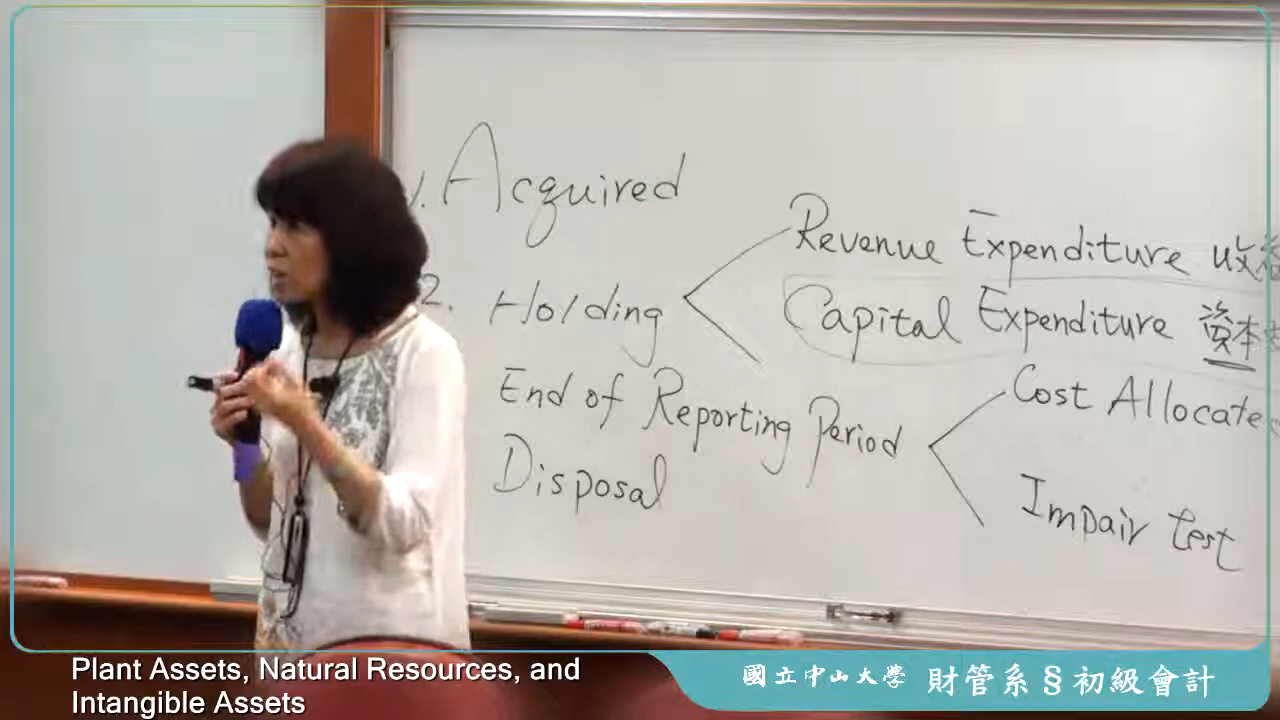 1. Acquired
Revenue Expenditure 收
2. Holding
Capital Expenditure 資本
End of Reporting Period
Cost Allocate
Disposal
Impair test
Plant Assets, Natural Resources, and
Intangible Assets
國立中山大學 財管系§初級會計